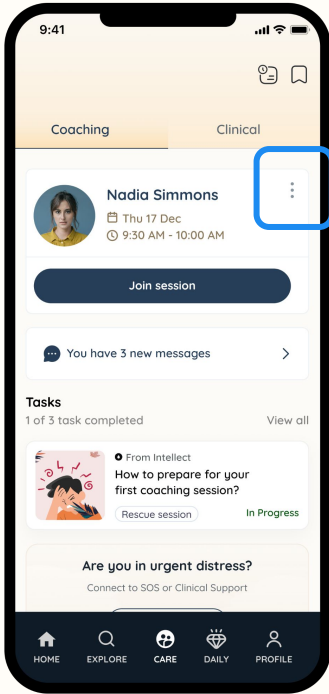 9:41
Coaching
Clinical
Nadia Simmons
Thu 17 Dec
9:30 AM - 10:00 AM
Join session
You have 3 new messages
Tasks
1 of 3 task completed
View all
From Intellect
How to prepare for your
first coaching session?
Rescue session
In Progress
Are you in urgent distress?
Connect to SOS or Clinical Support
HOME
EXPLORE
CARE
DAILY
PROFILE